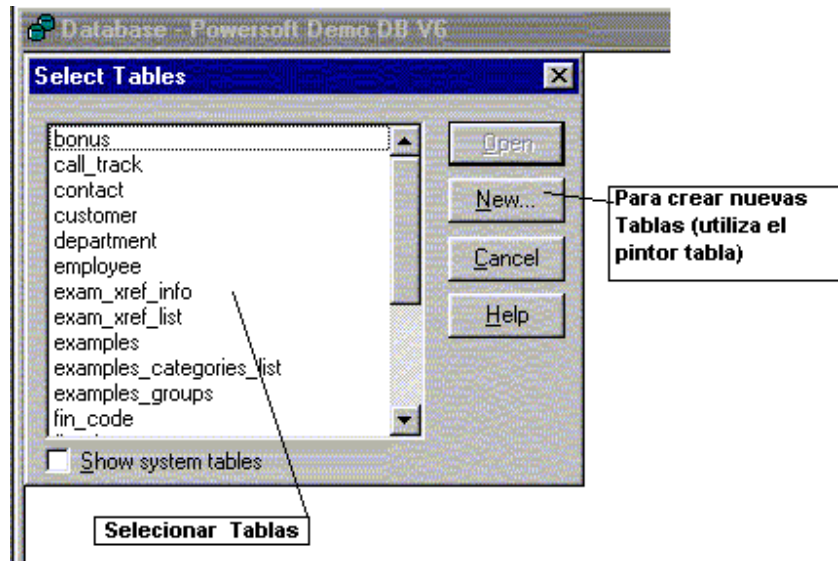 Database - Powersoft Demo DB V6
Select Tables
bonus
call_track
contact
customer
department
employee
exam_xref_info
exam_xref_list
examples
examples_categories_list
examples_groups
fin_code
Show system tables
Open
New...
Cancel
Help
Para crear nuevas
Tablas (utiliza el
pintor tabla)
Selecionar Tablas